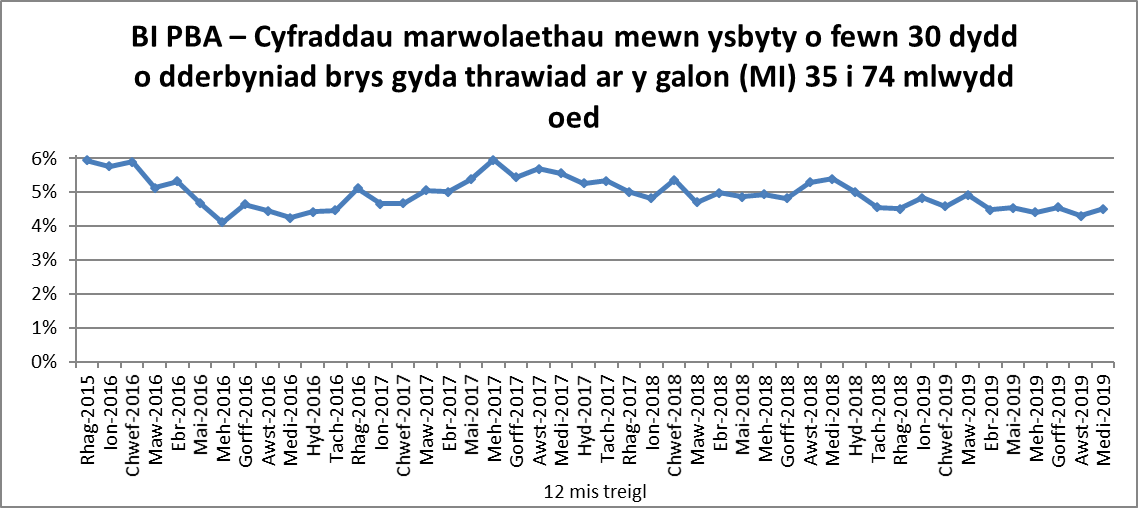 BI PBA – Cyfraddau marwolaethau mewn ysbyty o fewn 30 dydd
o dderbyniad brys gyda thrawiad ar y galon (MI) 35 i 74 mlwydd
oed
6%
5%
4%
3%
2%
1%
0%
Rhag-2015
Ion-2016
Chwef-2016
Maw-2016
Ebr-2016
Mai-2016
Meh-2016
Gorff-2016
Awst-2016
Medi-2016
Hyd-2016
Tach-2016
Rhag-2016
Ion-2017
Chwef-2017
Maw-2017
Ebr-2017
Mai-2017
Meh-2017
Gorff-2017
Awst-2017
Medi-2017
Hyd-2017
Tach-2017
Rhag-2017
Ion-2018
Chwef-2018
Maw-2018
Ebr-2018
Mai-2018
Meh-2018
Gorff-2018
Awst-2018
Medi-2018
Hyd-2018
Tach-2018
Rhag-2018
Ion-2019
Chwef-2019
Maw-2019
Ebr-2019
Mai-2019
Meh-2019
Gorff-2019
Awst-2019
Medi-2019
12 mis treigl